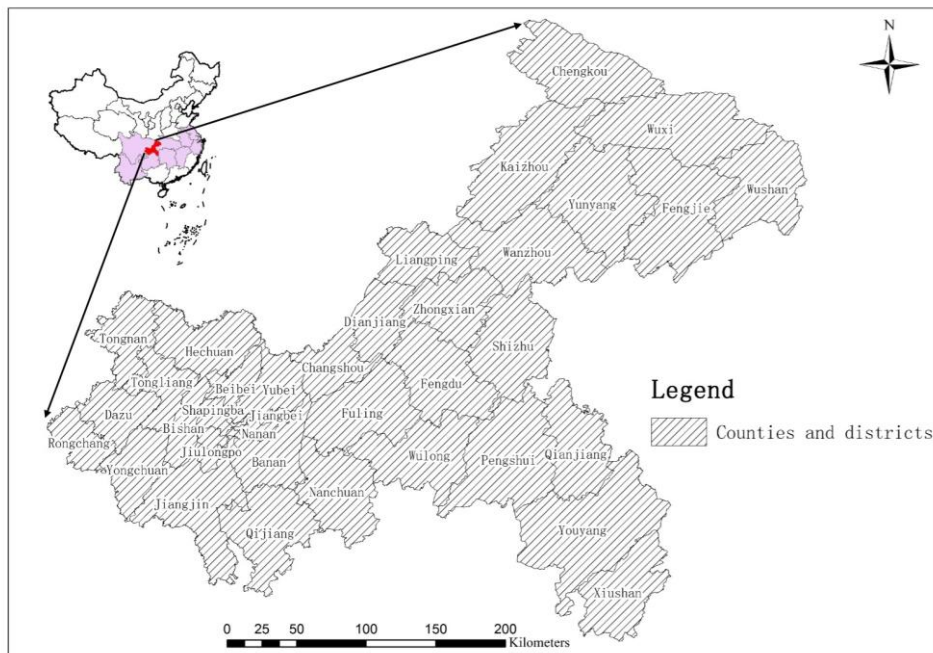 N
Chengkou
Wuxi
Kaizhou
Wushan
Yunyang
Fengjie
Liangping
Wanzhou
Zhongxian
Dianjiang
Tongnan
Hechuan
Shizhu
Changshou
Tongliang
Beibei
Yubei
Fengdu
Legend
Dazu
Shapingba
Jiangbei
Fuling
Bishan
Nanan
Counties and districts
Rongchang
Jiulongpo
Banan
Wulong
Pengshui
Qianjiang
Yongchuan
Nanchuan
Jiangjin
Qijiang
Youyang
Xiushan
0 25 50 100 150 200
Kilometers